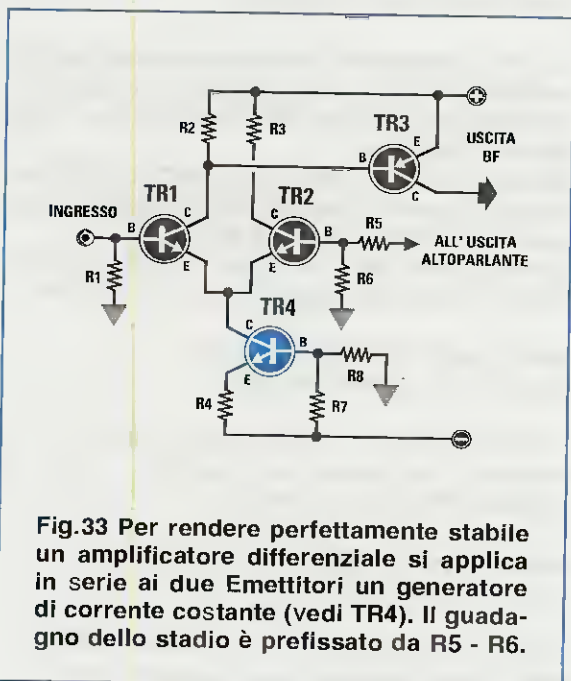 +
R2
R3
TR3
E
B
C
USCITA
BF
TR1
TR2
INGRESSO
B
C
E
C
B
E
R5
ALL' USCITA
ALTOPARLANTE
R1
R6
TR4
C
B
E
R8
R4
R7
−
Fig.33 Per rendere perfettamente stabile
un amplificatore differenziale si applica
in serie ai due Emettitori un generatore
di corrente costante (vedi TR4). Il guada-
gno dello stadio è prefissato da R5 - R6.